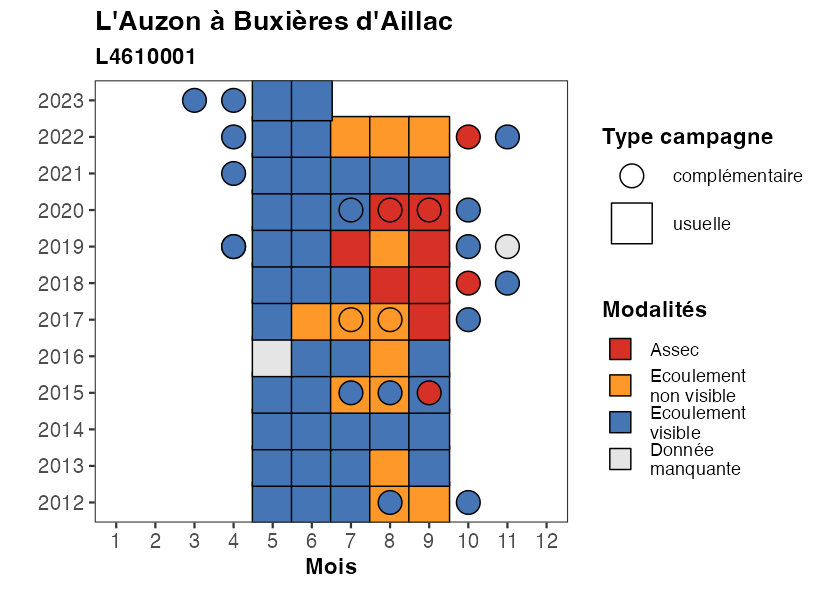 L'Auzon à Buxières d'Aillac
L4610001
2023
2022
2021
2020
2019
2018
2017
2016
2015
2014
2013
2012
1 2 3 4 5 6 7 8 9 10 11 12
Mois
Type campagne
complémentaire
usuelle
Modalités
Assec
Ecoulement
non visible
Ecoulement
visible
Donnée
manquante